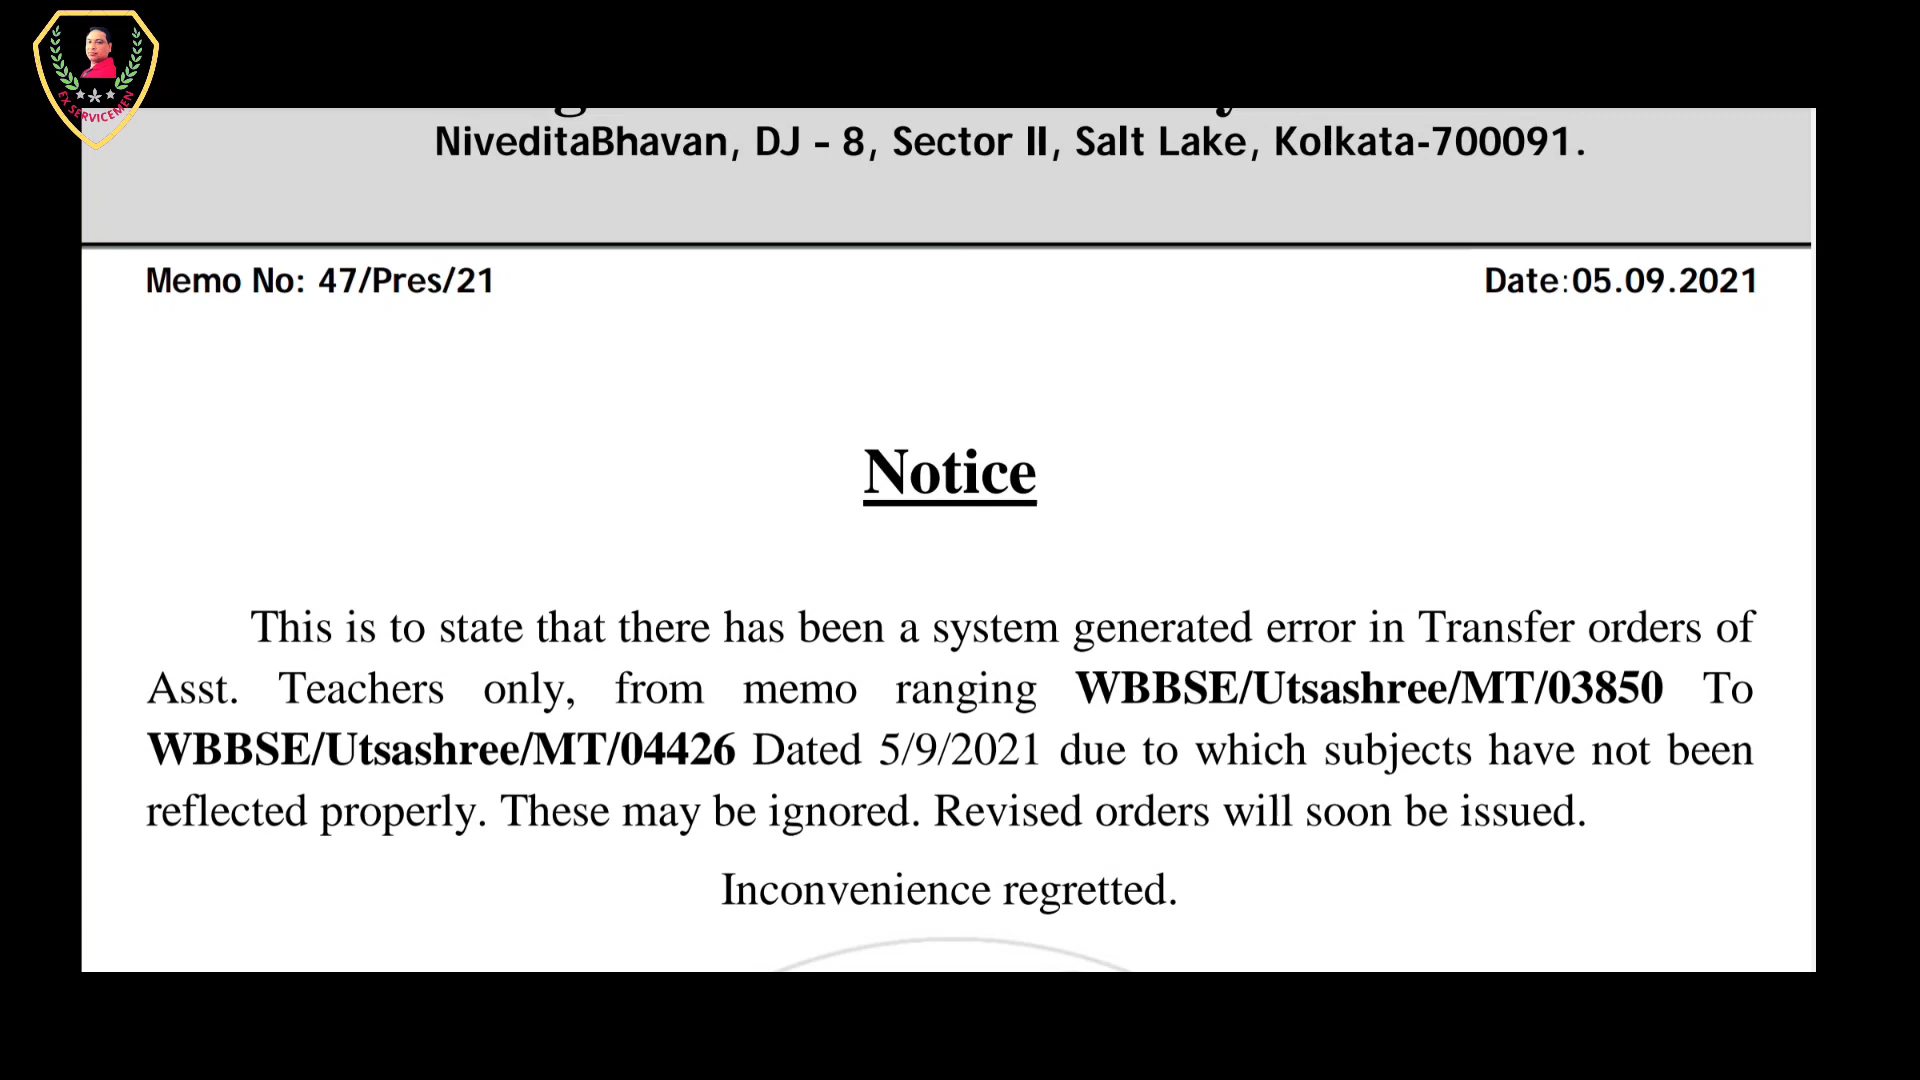 EX SERVICEMEN
NiveditaBhavan, DJ – 8, Sector II, Salt Lake, Kolkata-700091.
Memo No: 47/Pres/21 Date:05.09.2021
Notice
This is to state that there has been a system generated error in Transfer orders of
Asst. Teachers only, from memo ranging WBBSE/Utsashree/MT/03850 To
WBBSE/Utsashree/MT/04426 Dated 5/9/2021 due to which subjects have not been
reflected properly. These may be ignored. Revised orders will soon be issued.
Inconvenience regretted.